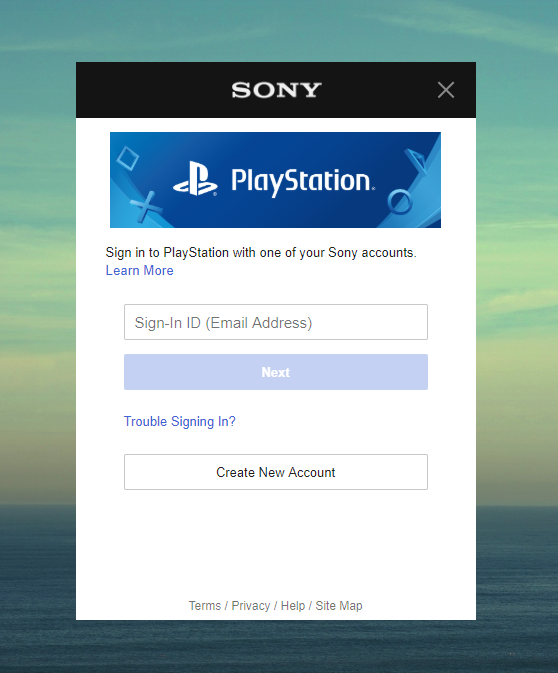 SONY
PlayStation
Sign in to PlayStation with one of your Sony accounts.
Learn More
Sign-In ID (Email Address)
Next
Trouble Signing In?
Create New Account
Terms / Privacy / Help / Site Map